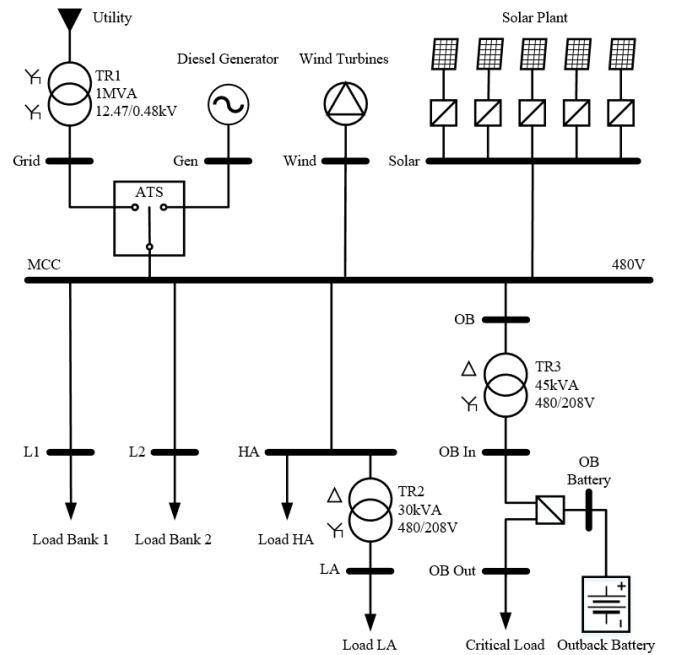 Utility
Solar Plant
Diesel Generator
Wind Turbines
TR1
1MVA
12.47/0.48kV
Grid
Gen
Wind
Solar
ATS
MCC
480V
OB
TR3
45kVA
480/208V
L1
L2
HA
OB In
OB
Battery
TR2
30kVA
480/208V
Load Bank 1
Load Bank 2
Load HA
LA
OB Out
+
Load LA
Critical Load
Outback Battery